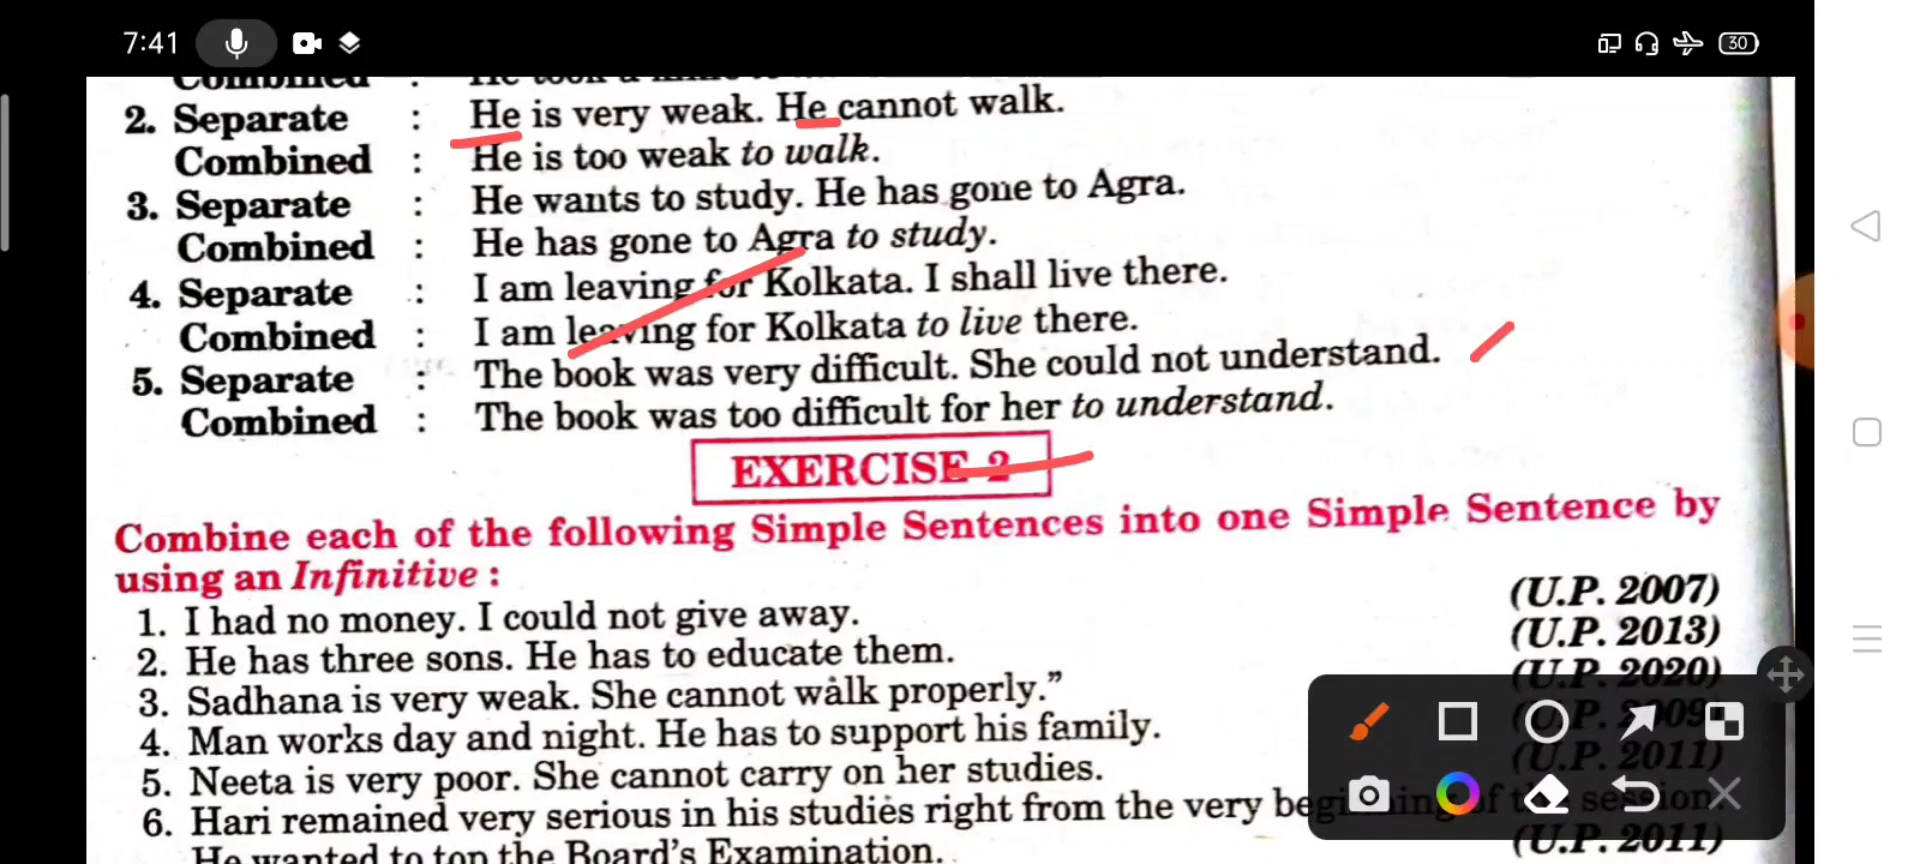 7:41
30
Combined :
2. Separate : He is very weak. He cannot walk.
Combined : He is too weak to walk.
3. Separate : He wants to study. He has gone to Agra.
Combined : He has gone to Agra to study.
4. Separate : I am leaving for Kolkata. I shall live there.
Combined : I am leaving for Kolkata to live there.
5. Separate : The book was very difficult. She could not understand.
Combined : The book was too difficult for her to understand.
EXERCISE 2
Combine each of the following Simple Sentences into one Simple Sentence by
using an Infinitive :
1. I had no money. I could not give away. (U.P. 2007)
2. He has three sons. He has to educate them. (U.P. 2013)
3. Sadhana is very weak. She cannot walk properly.” (U.P. 2020)
4. Man works day and night. He has to support his family. (U.P. 2009)
5. Neeta is very poor. She cannot carry on her studies. (U.P. 2011)
6. Hari remained very serious in his studies right from the very beginning of the session.
He wanted to top the Board's Examination. (U.P. 2011)